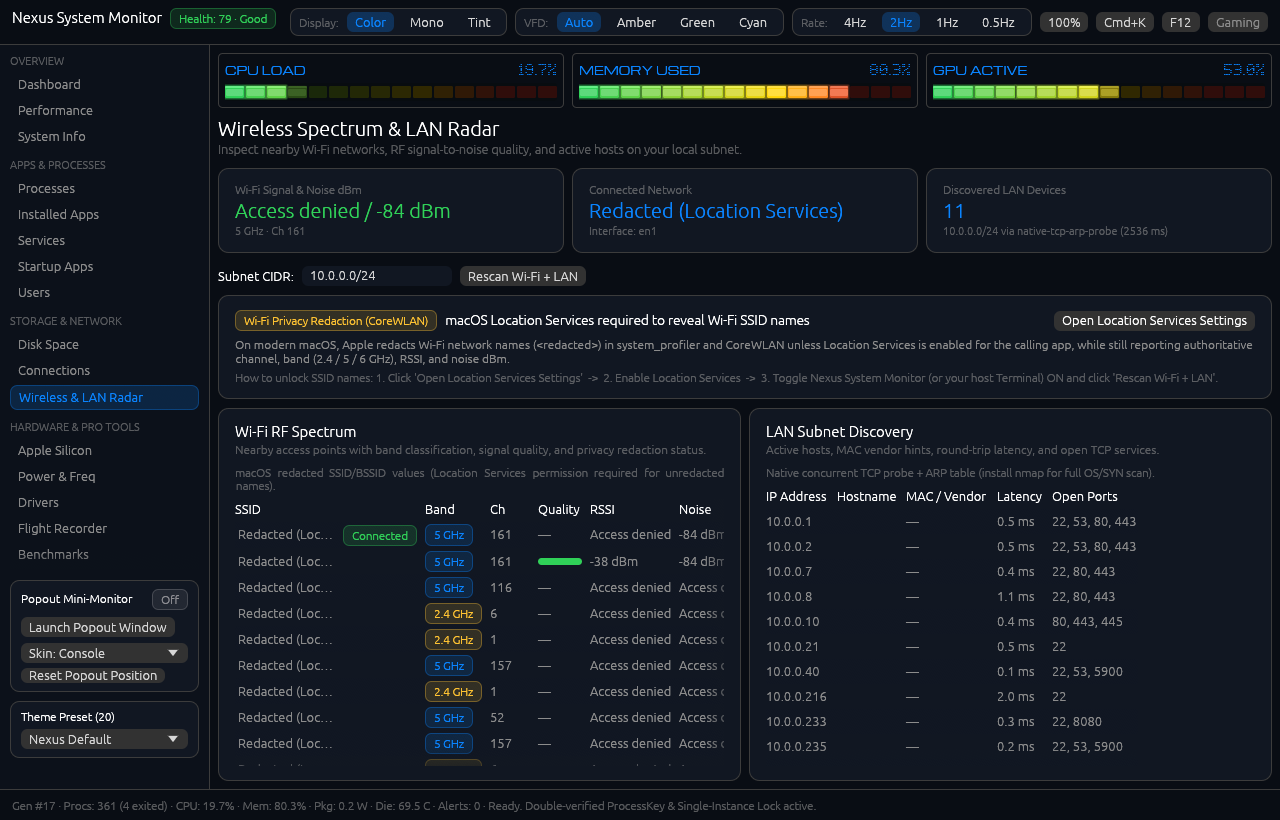 Nexus System Monitor
Health: 79 · Good
Display: Color Mono Tint
VFD: Auto Amber Green Cyan
Rate: 4Hz 2Hz 1Hz 0.5Hz
100% Cmd+K F12 Gaming
OVERVIEW
Dashboard
Performance
System Info
APPS & PROCESSES
Processes
Installed Apps
Services
Startup Apps
Users
STORAGE & NETWORK
Disk Space
Connections
Wireless & LAN Radar
HARDWARE & PRO TOOLS
Apple Silicon
Power & Freq
Drivers
Flight Recorder
Benchmarks
Popout Mini-Monitor Off
Launch Popout Window
Skin: Console
Reset Popout Position
Theme Preset (20)
Nexus Default
CPU LOAD 19.7%
MEMORY USED 80.3%
GPU ACTIVE 53.0%
Wireless Spectrum & LAN Radar
Inspect nearby Wi-Fi networks, RF signal-to-noise quality, and active hosts on your local subnet.
Wi-Fi Signal & Noise dBm
Access denied / -84 dBm
5 GHz · Ch 161
Connected Network
Redacted (Location Services)
Interface: en1
Discovered LAN Devices
11
10.0.0.0/24 via native-tcp-arp-probe (2536 ms)
Subnet CIDR: 10.0.0.0/24 Rescan Wi-Fi + LAN
Wi-Fi Privacy Redaction (CoreWLAN) macOS Location Services required to reveal Wi-Fi SSID names Open Location Services Settings
On modern macOS, Apple redacts Wi-Fi network names (<redacted>) in system_profiler and CoreWLAN unless Location Services is enabled for the calling app, while still reporting authoritative
channel, band (2.4 / 5 / 6 GHz), RSSI, and noise dBm.
How to unlock SSID names: 1. Click 'Open Location Services Settings' -> 2. Enable Location Services -> 3. Toggle Nexus System Monitor (or your host Terminal) ON and click 'Rescan Wi-Fi + LAN'.
Wi-Fi RF Spectrum
Nearby access points with band classification, signal quality, and privacy redaction status.
macOS redacted SSID/BSSID values (Location Services permission required for unredacted
names).
SSID Band Ch Quality RSSI Noise
Redacted (Loc... Connected 5 GHz 161 — Access denied -84 dBm
Redacted (Loc... 5 GHz 161 -38 dBm -84 dBm
Redacted (Loc... 5 GHz 116 — Access denied Access
Redacted (Loc... 2.4 GHz 6 — Access denied Access
Redacted (Loc... 2.4 GHz 1 — Access denied Access
Redacted (Loc... 5 GHz 157 — Access denied Access
Redacted (Loc... 2.4 GHz 1 — Access denied Access
Redacted (Loc... 5 GHz 52 — Access denied Access
Redacted (Loc... 5 GHz 157 — Access denied Access
LAN Subnet Discovery
Active hosts, MAC vendor hints, round-trip latency, and open TCP services.
Native concurrent TCP probe + ARP table (install nmap for full OS/SYN scan).
IP Address Hostname MAC / Vendor Latency Open Ports
10.0.0.1 — 0.5 ms 22, 53, 80, 443
10.0.0.2 — 0.5 ms 22, 53, 80, 443
10.0.0.7 — 0.4 ms 22, 80, 443
10.0.0.8 — 1.1 ms 22, 80, 443
10.0.0.10 — 0.4 ms 80, 443, 445
10.0.0.21 — 0.5 ms 22
10.0.0.40 — 0.1 ms 22, 53, 5900
10.0.0.216 — 2.0 ms 22
10.0.0.233 — 0.3 ms 22, 8080
10.0.0.235 — 0.2 ms 22, 53, 5900
Gen #17 · Procs: 361 (4 exited) · CPU: 19.7% · Mem: 80.3% · Pkg: 0.2 W · Die: 69.5 C · Alerts: 0 · Ready. Double-verified ProcessKey & Single-Instance Lock active.